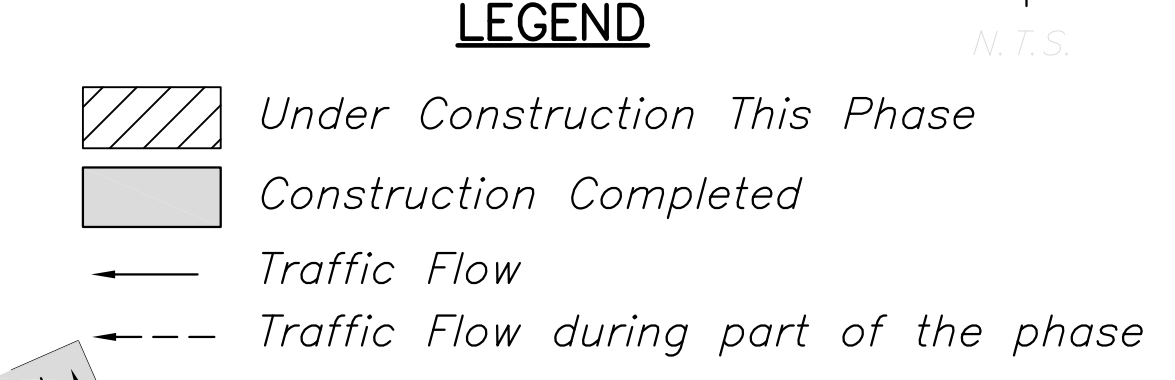 LEGEND
N.T.S.
Under Construction This Phase
Construction Completed
Traffic Flow
Traffic Flow during part of the phase